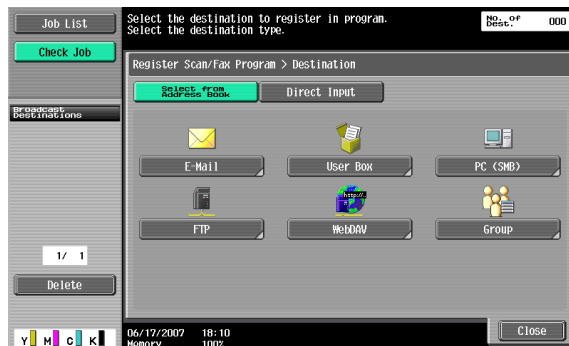 Job List
Check Job
Select the destination to register in program.
Select the destination type.
No. of
Dest.
000
Register Scan/Fax Program > Destination
Select from
Address Book
Direct Input
Broadcast
Destinations
E-Mail
User Box
PC (SMB)
http://
FTP
WebDAV
Group
1/ 1
Delete
Close
Y M C K
06/17/2007 18:10
Memory 100%